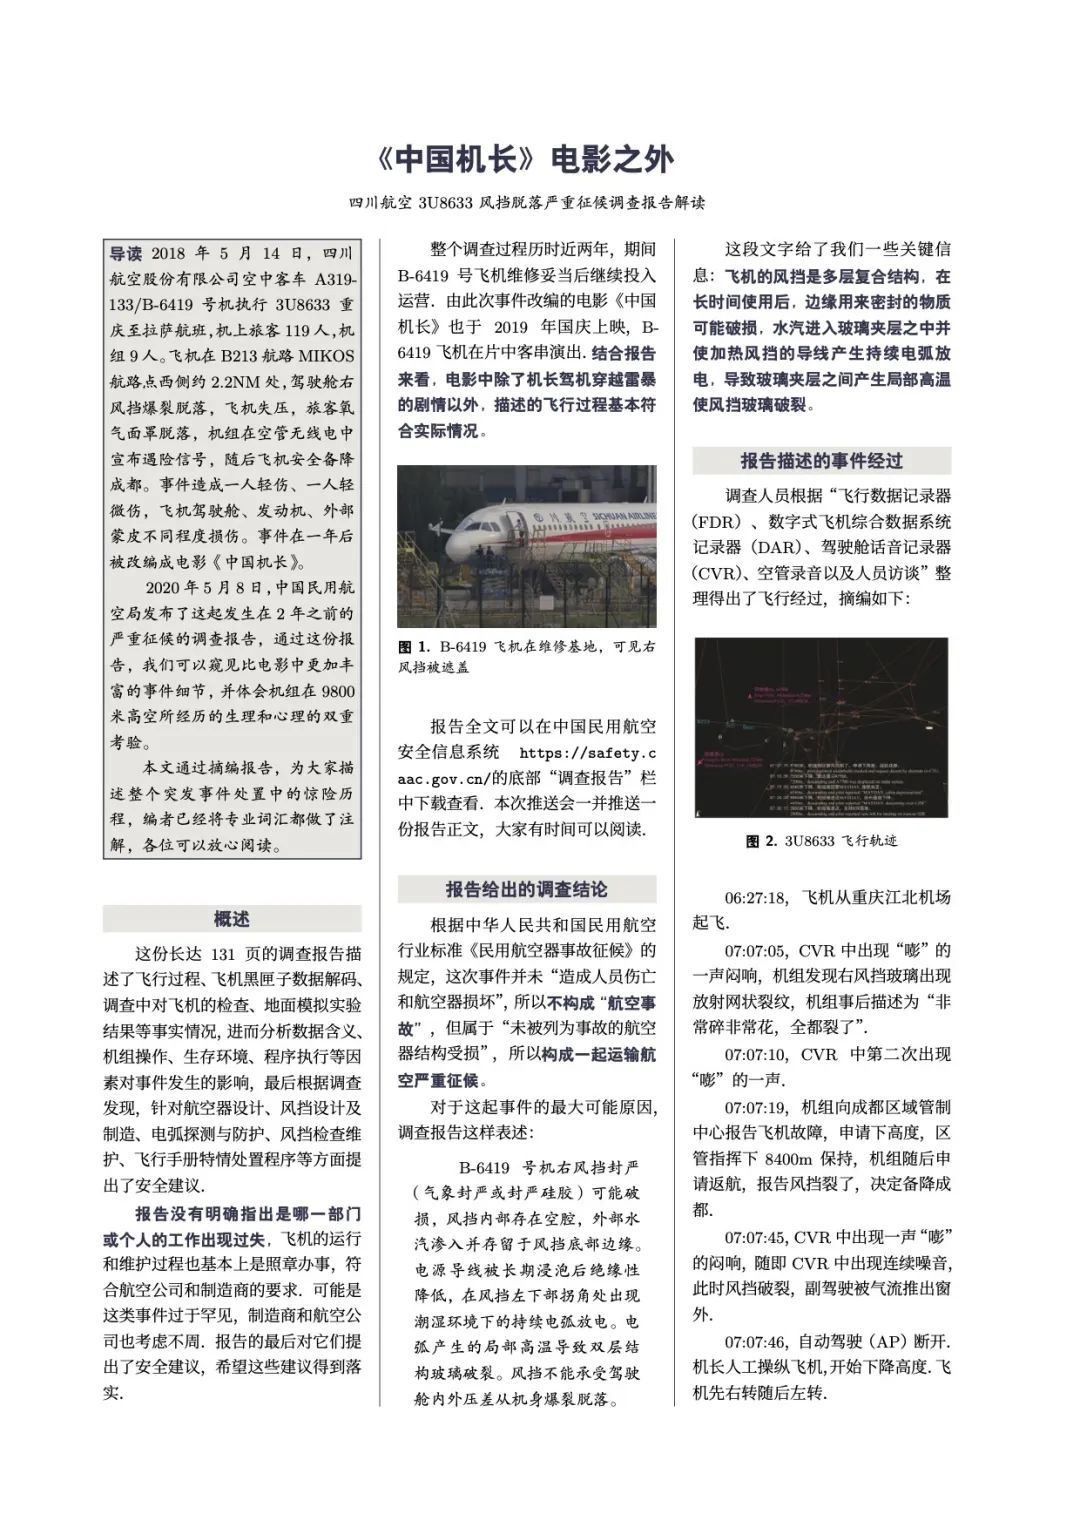 《中国机长》电影之外
四川航空 3U8633 风挡脱落严重征候调查报告解读
导读 2018 年 5 月 14 日，四川
航空股份有限公司空中客车 A319-
133/B-6419 号机执行 3U8633 重
庆至拉萨航班,机上旅客 119 人,机
组 9 人。飞机在 B213 航路 MIKOS
航路点西侧约 2.2NM 处,驾驶舱右
风挡爆裂脱落，飞机失压，旅客氧
气面罩脱落，机组在空管无线电中
宣布遇险信号，随后飞机安全备降
成都。事件造成一人轻伤、一人轻
微伤，飞机驾驶舱、发动机、外部
蒙皮不同程度损伤。事件在一年后
被改编成电影《中国机长》。
2020 年 5 月 8 日,中国民用航
空局发布了这起发生在 2 年之前的
严重征候的调查报告，通过这份报
告，我们可以窥见比电影中更加丰
富的事件细节，并体会机组在 9800
米高空所经历的生理和心理的双重
考验。
本文通过摘编报告，为大家描
述整个突发事件处置中的惊险历
程，编者已经将专业词汇都做了注
解，各位可以放心阅读。
概述
这份长达 131 页的调查报告描
述了飞行过程、飞机黑匣子数据解码、
调查中对飞机的检查、地面模拟实验
结果等事实情况, 进而分析数据含义、
机组操作、生存环境、程序执行等因
素对事件发生的影响，最后根据调查
发现，针对航空器设计、风挡设计及
制造、电弧探测与防护、风挡检查维
护、飞行手册特情处置程序等方面提
出了安全建议.
报告没有明确指出是哪一部门
或个人的工作出现过失，飞机的运行
和维护过程也基本上是照章办事，符
合航空公司和制造商的要求. 可能是
这类事件过于罕见，制造商和航空公
司也考虑不周. 报告的最后对它们提
出了安全建议，希望这些建议得到落
实.
整个调查过程历时近两年，期间
B-6419 号飞机维修妥当后继续投入
运营. 由此次事件改编的电影《中国
机长》也于 2019 年国庆上映，B-
6419 飞机在片中客串演出. 结合报告
来看，电影中除了机长驾机穿越雷暴
的剧情以外，描述的飞行过程基本符
合实际情况。
川航空 SICHUAN AIRLINE
图 1. B-6419 飞机在维修基地，可见右
风挡被遮盖
报告全文可以在中国民用航空
安全信息系统 https://safety.c
aac.gov.cn/的底部“调查报告”栏
中下载查看. 本次推送会一并推送一
份报告正文，大家有时间可以阅读.
报告给出的调查结论
根据中华人民共和国民用航空
行业标准《民用航空器事故征候》的
规定，这次事件并未“造成人员伤亡
和航空器损坏”, 所以不构成“航空事
故”，但属于“未被列为事故的航空
器结构受损”，所以构成一起运输航
空严重征候。
对于这起事件的最大可能原因,
调查报告这样表述：
B-6419 号机右风挡封严
（气象封严或封严硅胶）可能破
损，风挡内部存在空腔，外部水
汽渗入并存留于风挡底部边缘。
电源导线被长期浸泡后绝缘性
降低，在风挡左下部拐角处出现
潮湿环境下的持续电弧放电。电
弧产生的局部高温导致双层结
构玻璃破裂。风挡不能承受驾驶
舱内外压差从机身爆裂脱落。
这段文字给了我们一些关键信
息：飞机的风挡是多层复合结构，在
长时间使用后，边缘用来密封的物质
可能破损，水汽进入玻璃夹层之中并
使加热风挡的导线产生持续电弧放
电，导致玻璃夹层之间产生局部高温
使风挡玻璃破裂。
报告描述的事件经过
调查人员根据“飞行数据记录器
（FDR）、数字式飞机综合数据系统
记录器（DAR）、驾驶舱话音记录器
（CVR）、空管录音以及人员访谈”整
理得出了飞行经过，摘编如下：
图 2. 3U8633 飞行轨迹
06:27:18，飞机从重庆江北机场
起飞.
07:07:05，CVR 中出现“嘭”的
一声闷响，机组发现右风挡玻璃出现
放射网状裂纹，机组事后描述为“非
常碎非常花，全都裂了”.
07:07:10，CVR 中第二次出现
“嘭”的一声.
07:07:19，机组向成都区域管制
中心报告飞机故障，申请下高度，区
管指挥下 8400m 保持，机组随后申
请返航，报告风挡裂了，决定备降成
都.
07:07:45, CVR 中出现一声“嘭”
的闷响, 随即 CVR 中出现连续噪音,
此时风挡破裂，副驾驶被气流推出窗
外.
07:07:46，自动驾驶（AP）断开.
机长人工操纵飞机, 开始下降高度. 飞
机先右转随后左转.